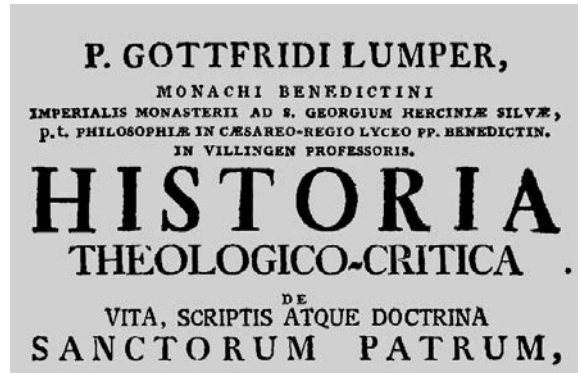 P. GOTTFRIDI LUMPER,
MONACHI BENEDICTINI
IMPERIALIS MONASTERII AD S. GEORGIUM HERCINIÆ SILVÆ,
p.t. PHILOSOPHIÆ IN CÆSAREO-REGIO LYCEO PP. BENEDICTIN.
IN VILLINGEN PROFESSORIS.
HISTORIA
THEOLOGICO-CRITICA
DE
VITA, SCRIPTIS ATQUE DOCTRINA
SANCTORUM PATRUM,